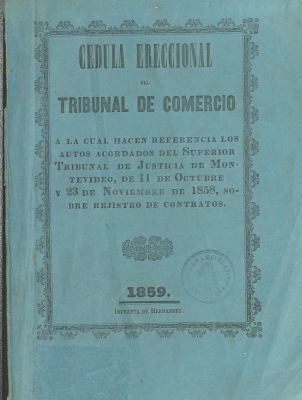 CEDULA ERECCIONAL
DEL
TRIBUNAL DE COMERCIO
A LA CUAL HACEN REFERENCIA LOS
AUTOS ACORDADOS DEL SUPERIOR
TRIBUNAL DE JUSTICIA DE MON-
TEVIDEO, DE 11 DE OCTUBRE
Y 23 DE NOVIEMBRE DE 1858, SO-
BRE REJISTRO DE CONTRATOS.
1859.
IMPRENTA DE HERNANDEZ